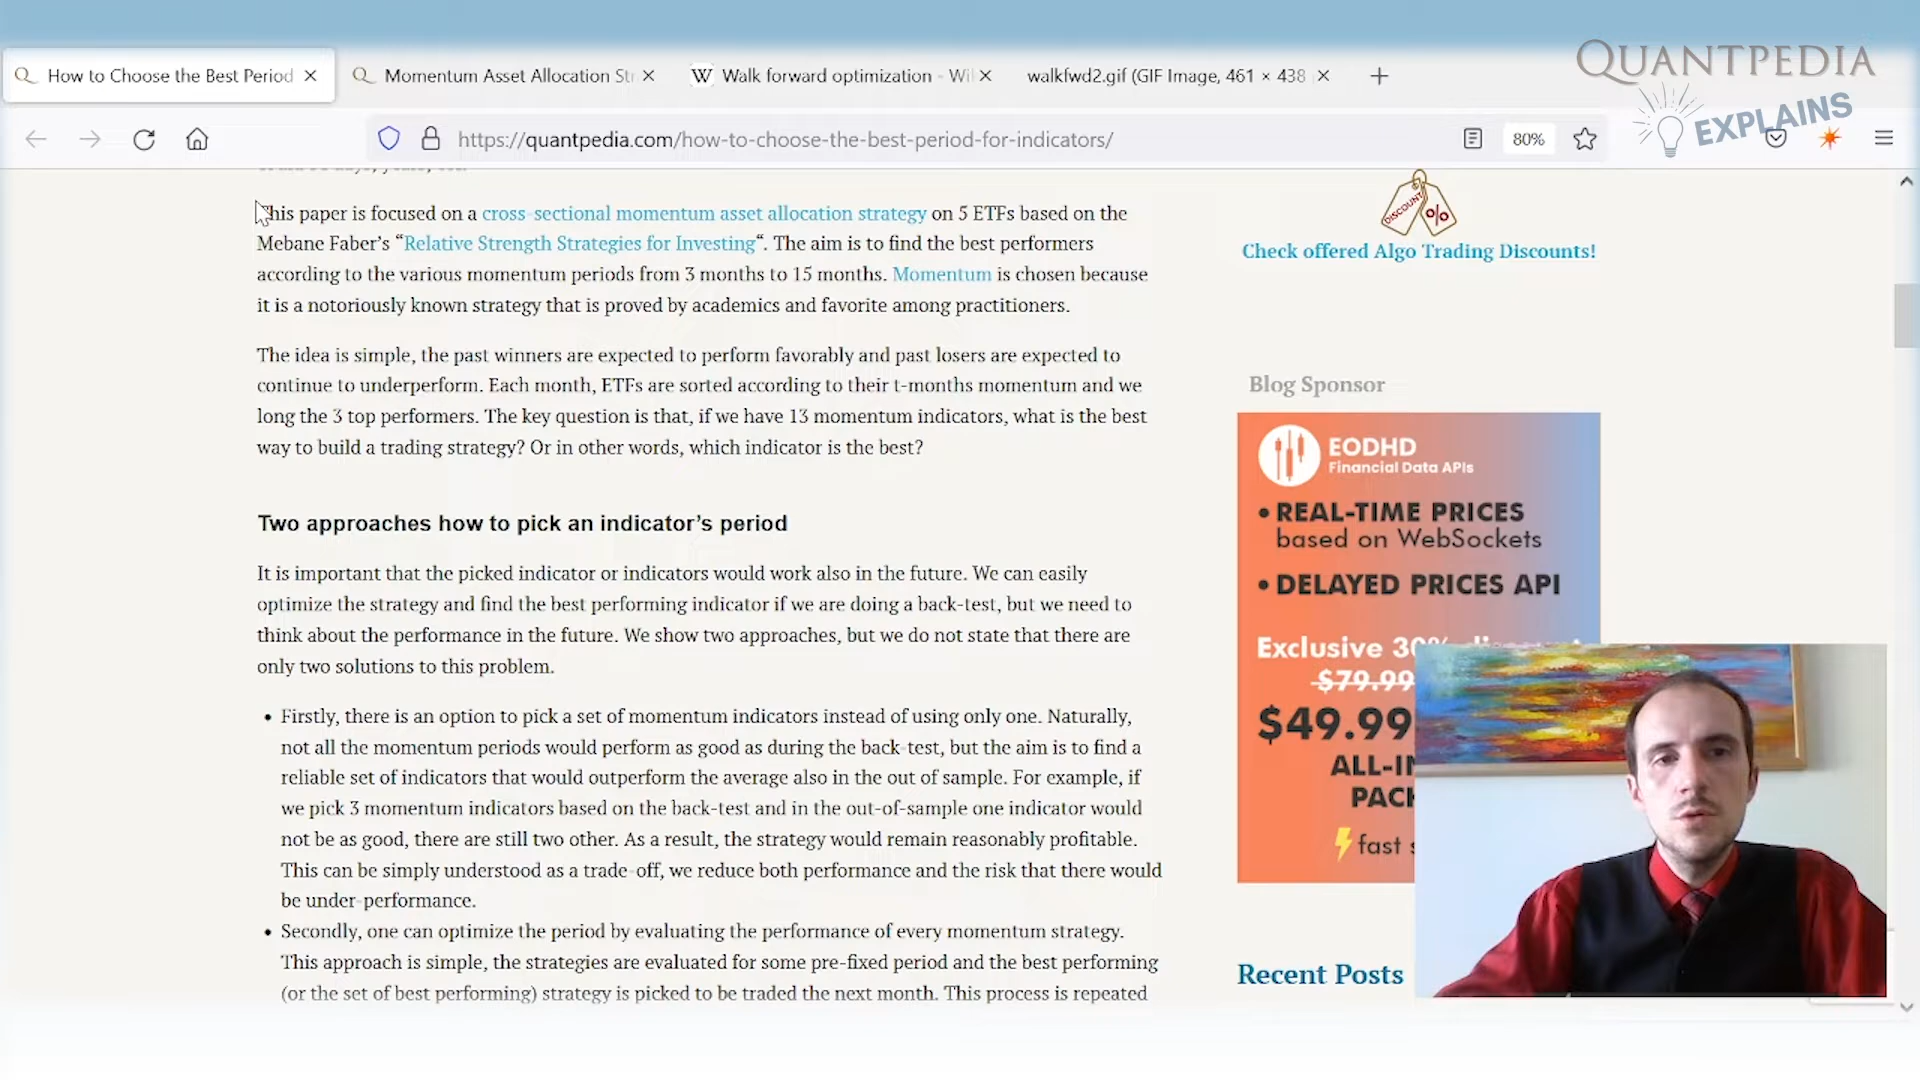 QUANTPEDIA
EXPLAINS
How to Choose the Best Period
Momentum Asset Allocation St
Walk forward optimization - Wi
walkfwd2.gif (GIF Image, 461 × 438
https://quantpedia.com/how-to-choose-the-best-period-for-indicators/
80%
This paper is focused on a cross-sectional momentum asset allocation strategy on 5 ETFs based on the
Mebane Faber’s “Relative Strength Strategies for Investing“. The aim is to find the best performers
according to the various momentum periods from 3 months to 15 months. Momentum is chosen because
it is a notoriously known strategy that is proved by academics and favorite among practitioners.
The idea is simple, the past winners are expected to perform favorably and past losers are expected to
continue to underperform. Each month, ETFs are sorted according to their t-months momentum and we
long the 3 top performers. The key question is that, if we have 13 momentum indicators, what is the best
way to build a trading strategy? Or in other words, which indicator is the best?
Two approaches how to pick an indicator’s period
It is important that the picked indicator or indicators would work also in the future. We can easily
optimize the strategy and find the best performing indicator if we are doing a back-test, but we need to
think about the performance in the future. We show two approaches, but we do not state that there are
only two solutions to this problem.
• Firstly, there is an option to pick a set of momentum indicators instead of using only one. Naturally,
not all the momentum periods would perform as good as during the back-test, but the aim is to find a
reliable set of indicators that would outperform the average also in the out of sample. For example, if
we pick 3 momentum indicators based on the back-test and in the out-of-sample one indicator would
not be as good, there are still two other. As a result, the strategy would remain reasonably profitable.
This can be simply understood as a trade-off, we reduce both performance and the risk that there would
be under-performance.
• Secondly, one can optimize the period by evaluating the performance of every momentum strategy.
This approach is simple, the strategies are evaluated for some pre-fixed period and the best performing
(or the set of best performing) strategy is picked to be traded the next month. This process is repeated
DISCOUNT %
Check offered Algo Trading Discounts!
Blog Sponsor
EODHD
Financial Data APIs
• REAL-TIME PRICES
based on WebSockets
• DELAYED PRICES API
Exclusive 30% discount
$79.99
$49.99
ALL-I
PAC
fast s
Recent Posts